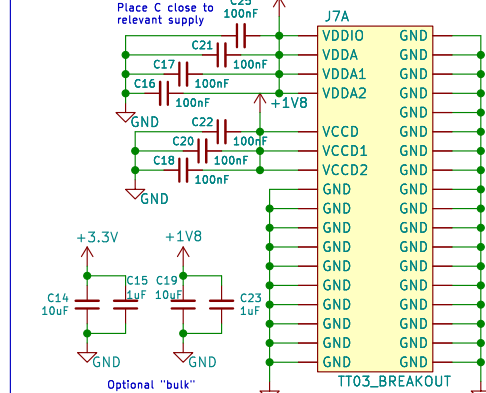 Place C close to
relevant supply
C25
100nF
J7A
VDDIO
GND
C21
100nF
VDDA
GND
C17
100nF
VDDA1
GND
C16
100nF
VDDA2
GND
+1V8
GND
GND
C22
100nF
VCCD
GND
C20
100nF
VCCD1
GND
C18
100nF
VCCD2
GND
GND
GND
GND
GND
GND
GND
GND
+3.3V
+1V8
GND
GND
GND
GND
C14
10uF
C15
1uF
C19
10uF
C23
1uF
GND
GND
GND
GND
GND
GND
GND
GND
GND
GND
GND
GND
GND
Optional "bulk"
TT03_BREAKOUT